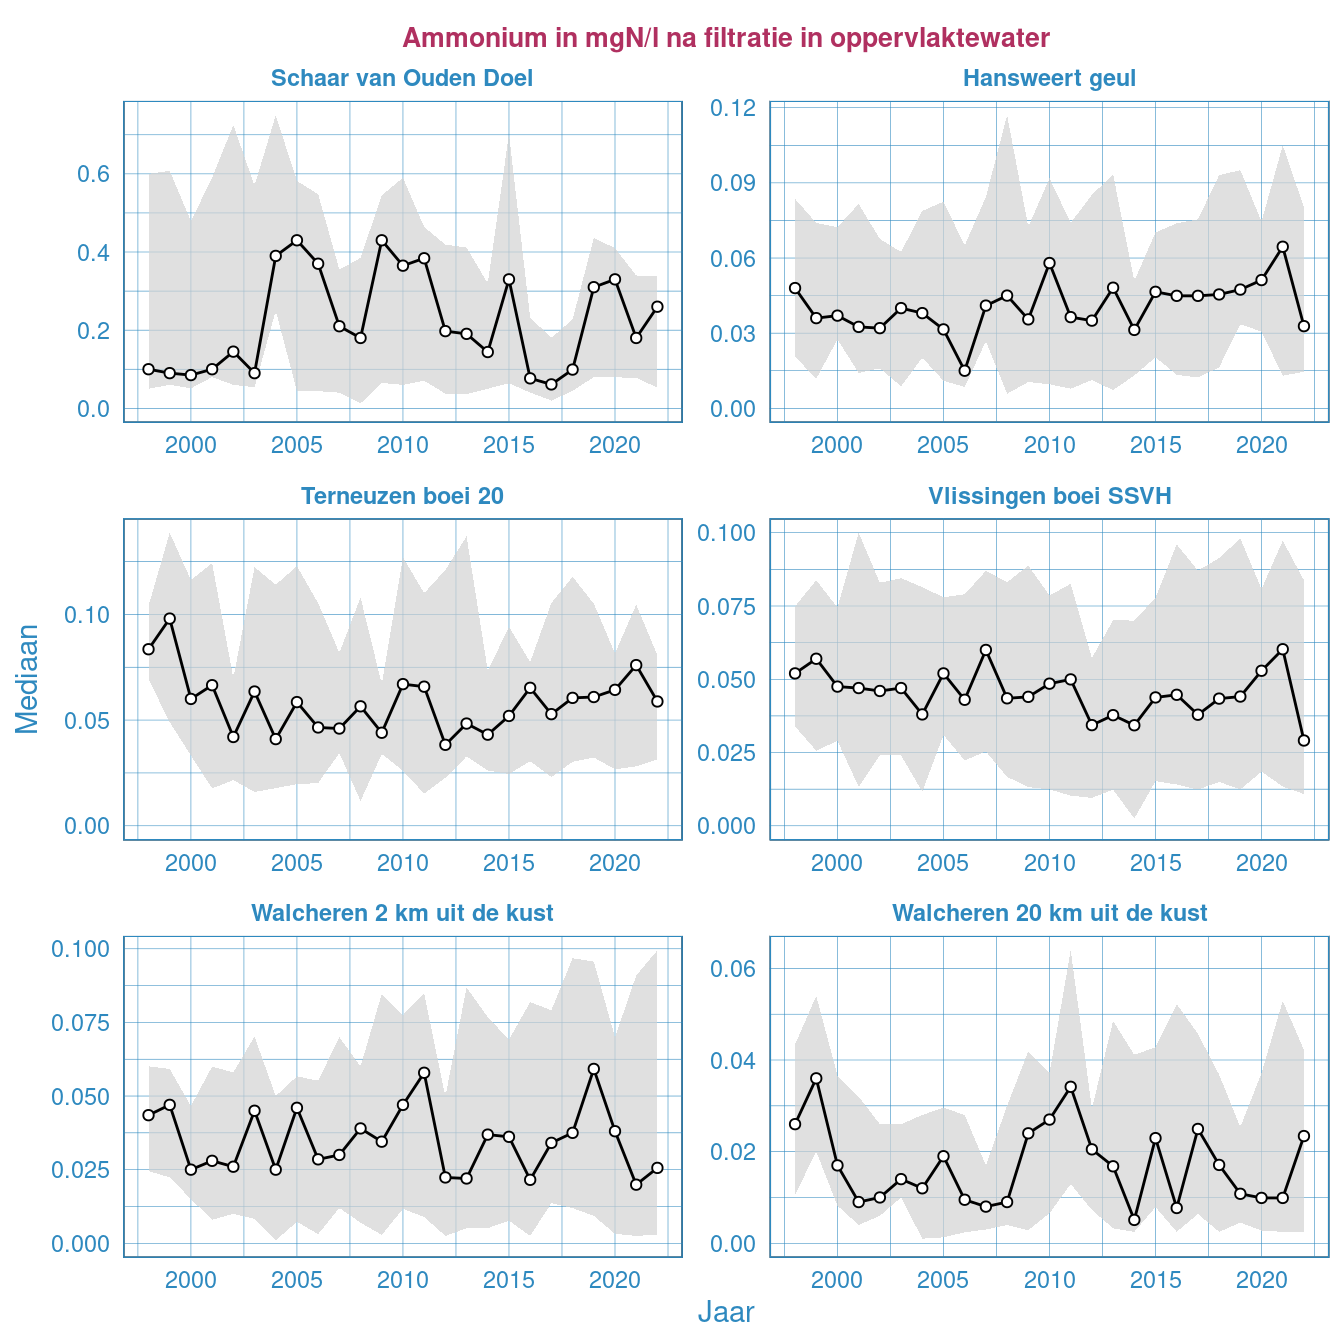 Ammonium in mgN/l na filtratie in oppervlaktewater
Schaar van Ouden Doel
Hansweert geul
0.6
0.4
0.2
0.0
0.12
0.09
0.06
0.03
0.00
2000 2005 2010 2015 2020
2000 2005 2010 2015 2020
Terneuzen boei 20
Vlissingen boei SSVH
Mediaan
0.10
0.05
0.00
0.100
0.075
0.050
0.025
0.000
2000 2005 2010 2015 2020
2000 2005 2010 2015 2020
Walcheren 2 km uit de kust
Walcheren 20 km uit de kust
0.100
0.075
0.050
0.025
0.000
0.06
0.04
0.02
0.00
2000 2005 2010 2015 2020
2000 2005 2010 2015 2020
Jaar